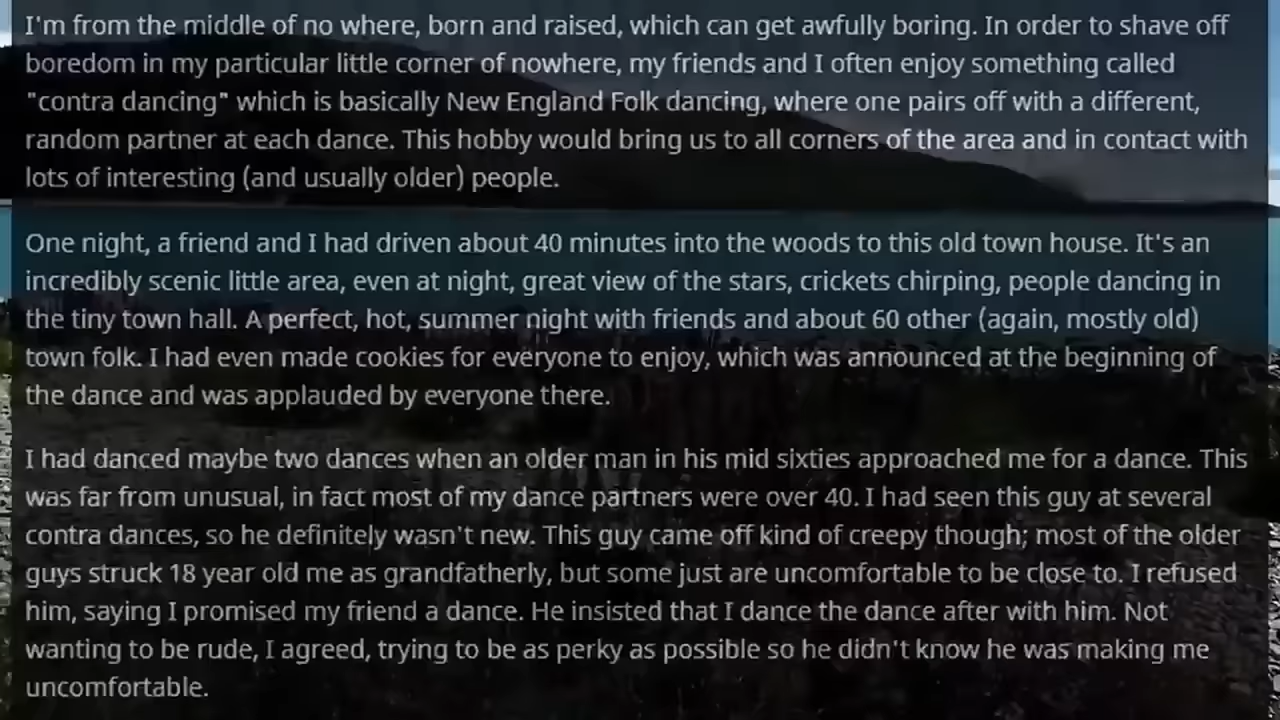 I'm from the middle of no where, born and raised, which can get awfully boring. In order to shave off
boredom in my particular little corner of nowhere, my friends and I often enjoy something called
"contra dancing" which is basically New England Folk dancing, where one pairs off with a different,
random partner at each dance. This hobby would bring us to all corners of the area and in contact with
lots of interesting (and usually older) people.
One night, a friend and I had driven about 40 minutes into the woods to this old town house. It's an
incredibly scenic little area, even at night, great view of the stars, crickets chirping, people dancing in
the tiny town hall. A perfect, hot, summer night with friends and about 60 other (again, mostly old)
town folk. I had even made cookies for everyone to enjoy, which was announced at the beginning of
the dance and was applauded by everyone there.
I had danced maybe two dances when an older man in his mid sixties approached me for a dance. This
was far from unusual, in fact most of my dance partners were over 40. I had seen this guy at several
contra dances, so he definitely wasn't new. This guy came off kind of creepy though; most of the older
guys struck 18 year old me as grandfatherly, but some just are uncomfortable to be close to. I refused
him, saying I promised my friend a dance. He insisted that I dance the dance after with him. Not
wanting to be rude, I agreed, trying to be as perky as possible so he didn't know he was making me
uncomfortable.